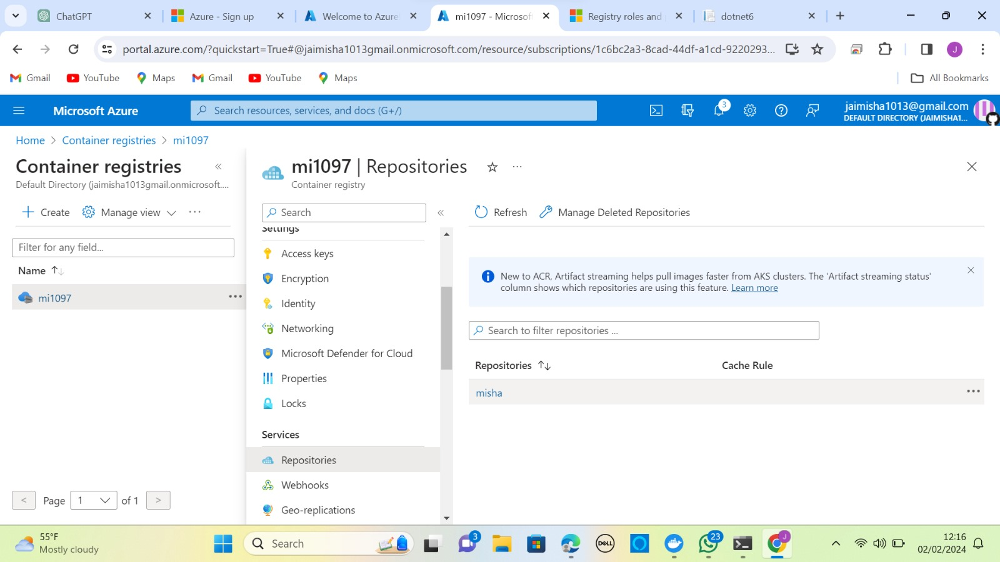 ChatGPT
Azure - Sign up
Welcome to Azure!
mi1097 - Microsoft
Registry roles and
dotnet6
portal.azure.com/?quickstart=True#@jaimisha1013gmail.onmicrosoft.com/resource/subscriptions/1c6bc2a3-8cad-44df-a1cd-9220293...
J
Gmail
YouTube
Maps
Gmail
YouTube
Maps
All Bookmarks
Microsoft Azure
Search resources, services, and docs (G+/)
3
jaimisha1013@gmail.com
DEFAULT DIRECTORY (JAIMISHA1...
Home > Container registries > mi1097
Container registries
Default Directory (jaimisha1013gmail.onmicrosoft....
Create
Manage view
Filter for any field...
Name
mi1097
Page 1 of 1
mi1097 | Repositories
Container registry
Search
Settings
Access keys
Encryption
Identity
Networking
Microsoft Defender for Cloud
Properties
Locks
Services
Repositories
Webhooks
Geo-replications
Refresh
Manage Deleted Repositories
New to ACR, Artifact streaming helps pull images faster from AKS clusters. The 'Artifact streaming status'
column shows which repositories are using this feature. Learn more
Search to filter repositories ...
Repositories
Cache Rule
misha
55°F
Mostly cloudy
Search
3
DELL
23
J
12:16
02/02/2024